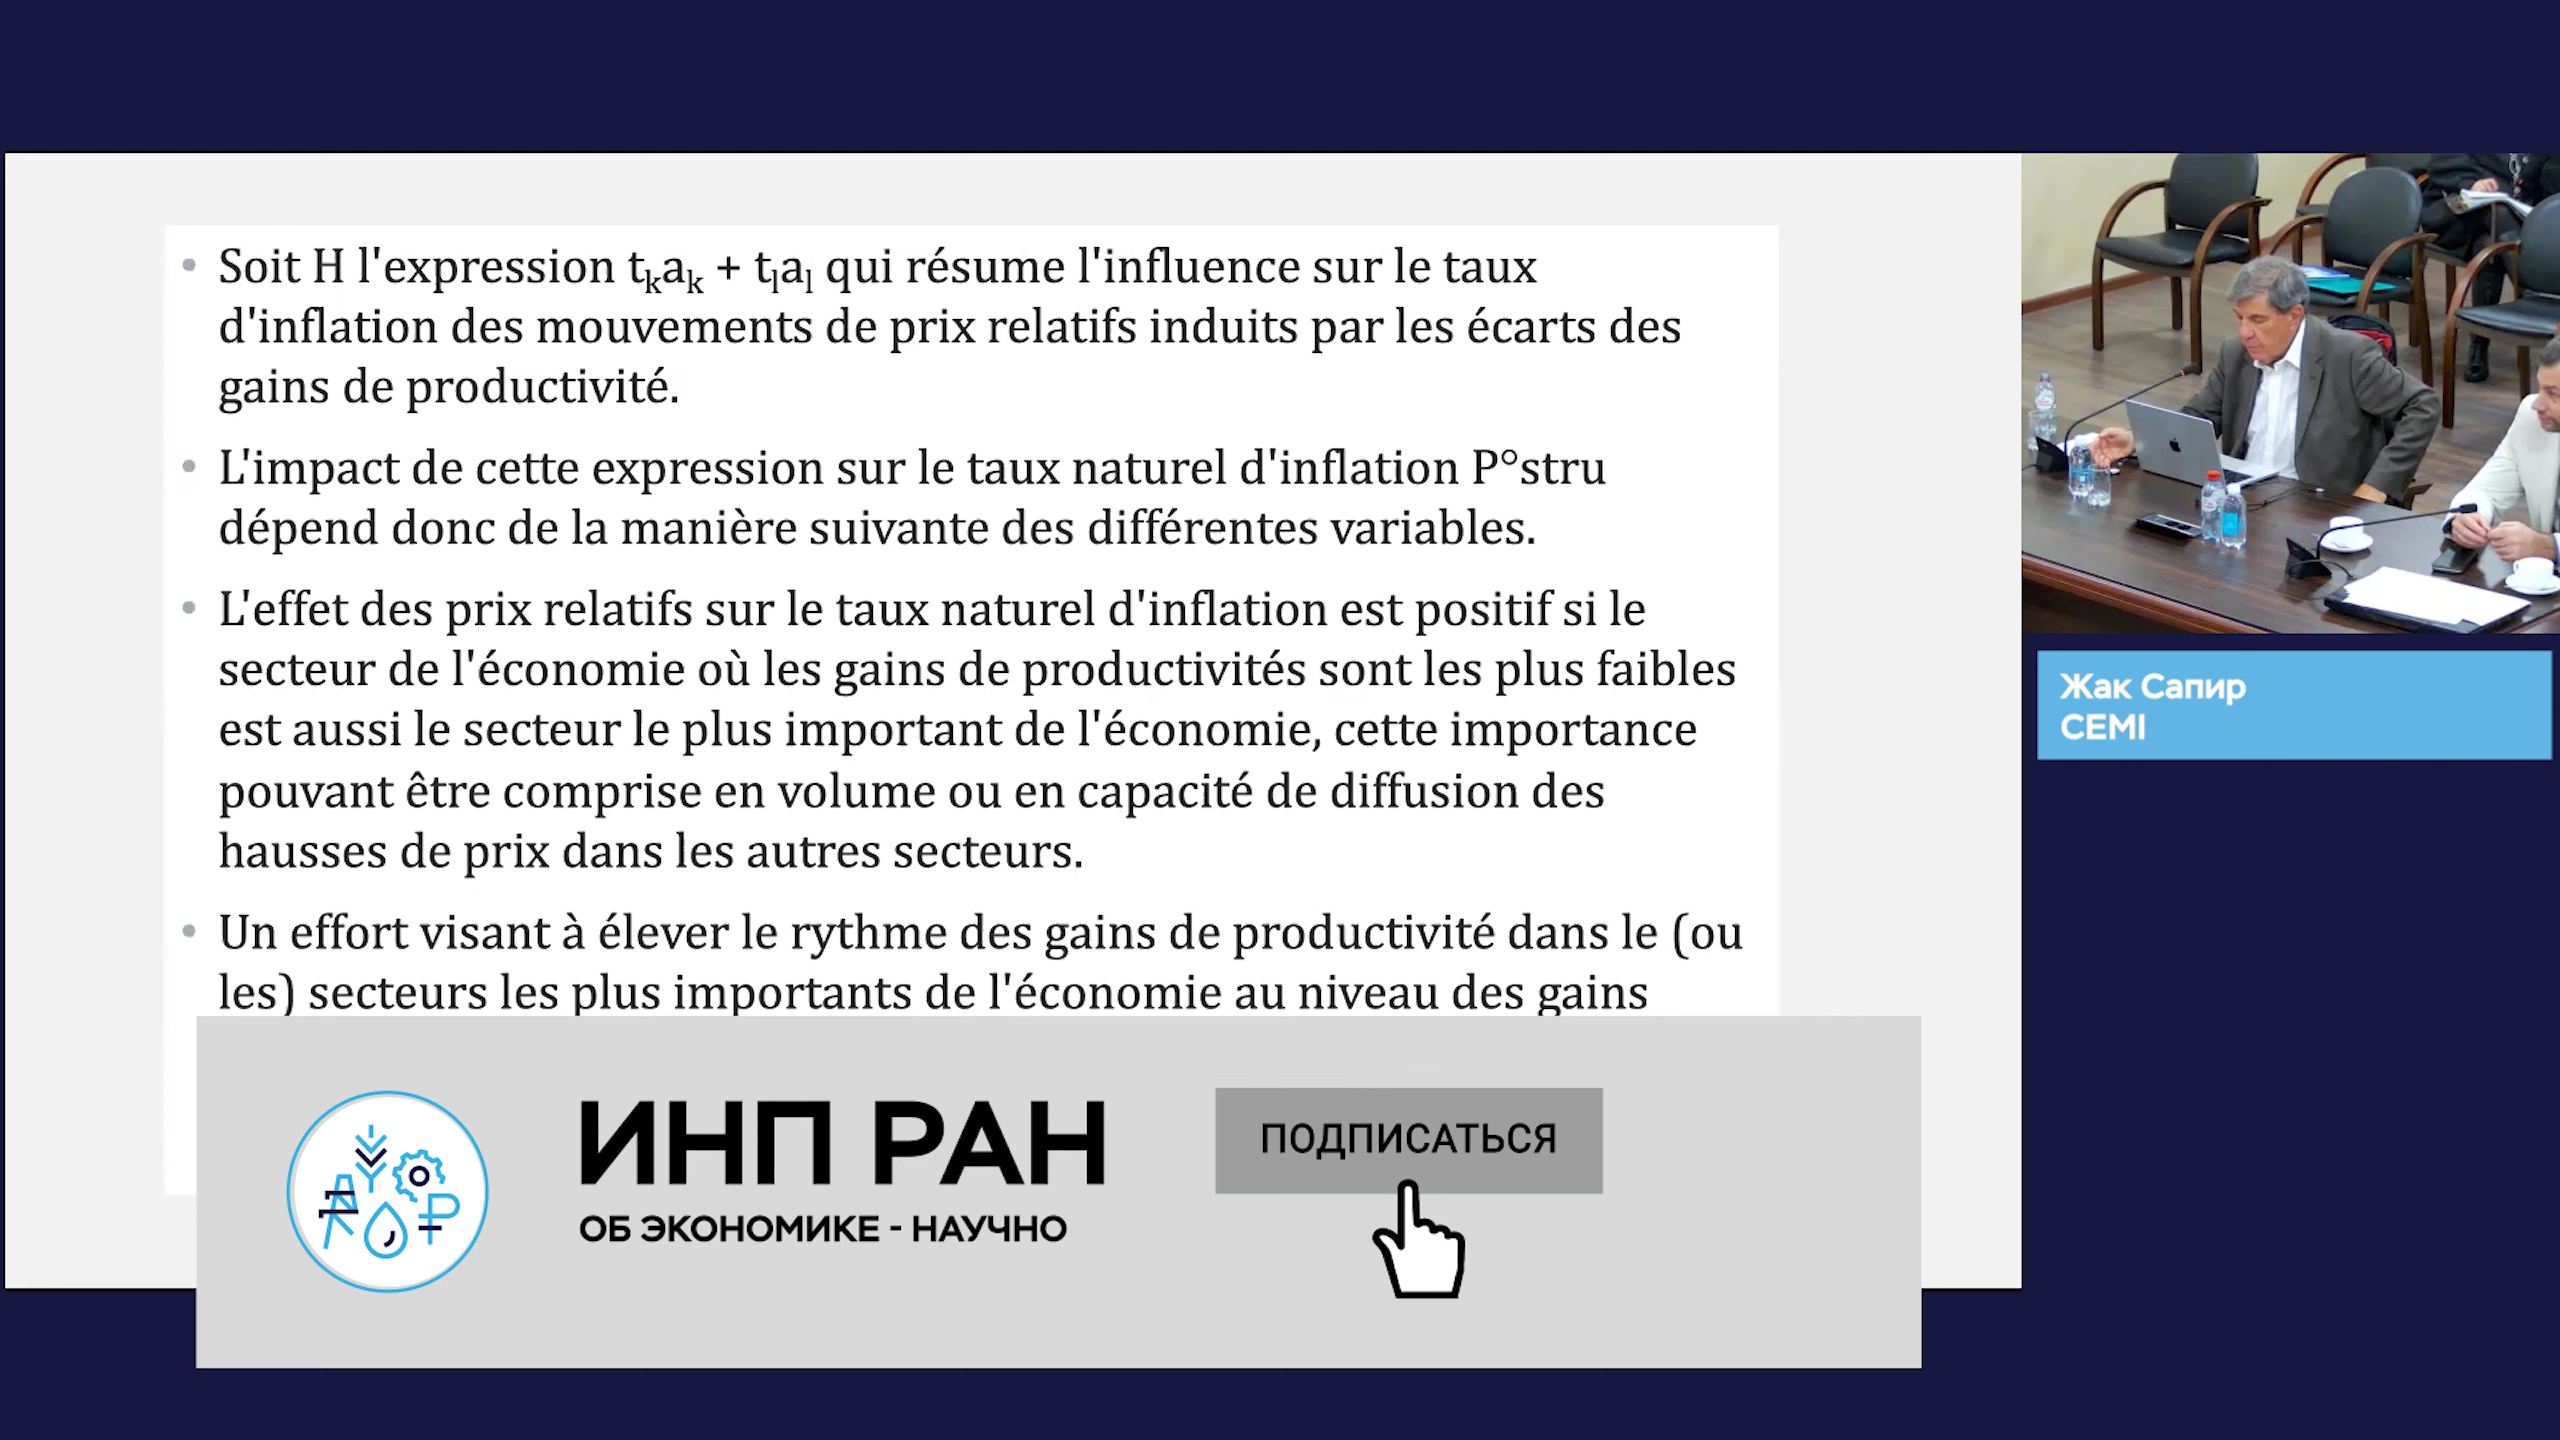 • Soit H l'expression tₖaₖ + tₗaₗ qui résume l'influence sur le taux
d'inflation des mouvements de prix relatifs induits par les écarts des
gains de productivité.
• L'impact de cette expression sur le taux naturel d'inflation P°stru
dépend donc de la manière suivante des différentes variables.
• L'effet des prix relatifs sur le taux naturel d'inflation est positif si le
secteur de l'économie où les gains de productivités sont les plus faibles
est aussi le secteur le plus important de l'économie, cette importance
pouvant être comprise en volume ou en capacité de diffusion des
hausses de prix dans les autres secteurs.
• Un effort visant à élever le rythme des gains de productivité dans le (ou
les) secteurs les plus importants de l'économie au niveau des gains
Жак Сапир
CEMI
ИНП РАН
ОБ ЭКОНОМИКЕ - НАУЧНО
ПОДПИСАТЬСЯ